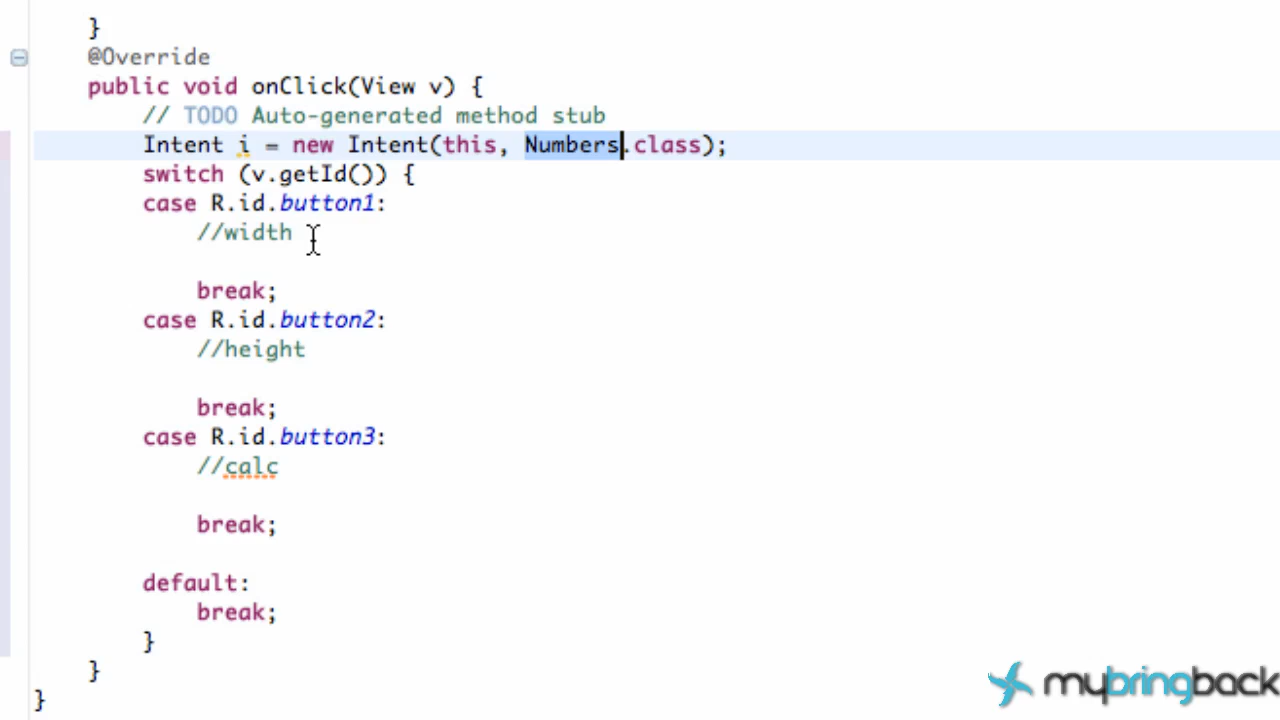 }
@Override
public void onClick(View v) {
// TODO Auto-generated method stub
Intent i = new Intent(this, Numbers.class);
switch (v.getId()) {
case R.id.button1:
//width
break;
case R.id.button2:
//height
break;
case R.id.button3:
//calc
break;
default:
break;
}
}
}
mybringback